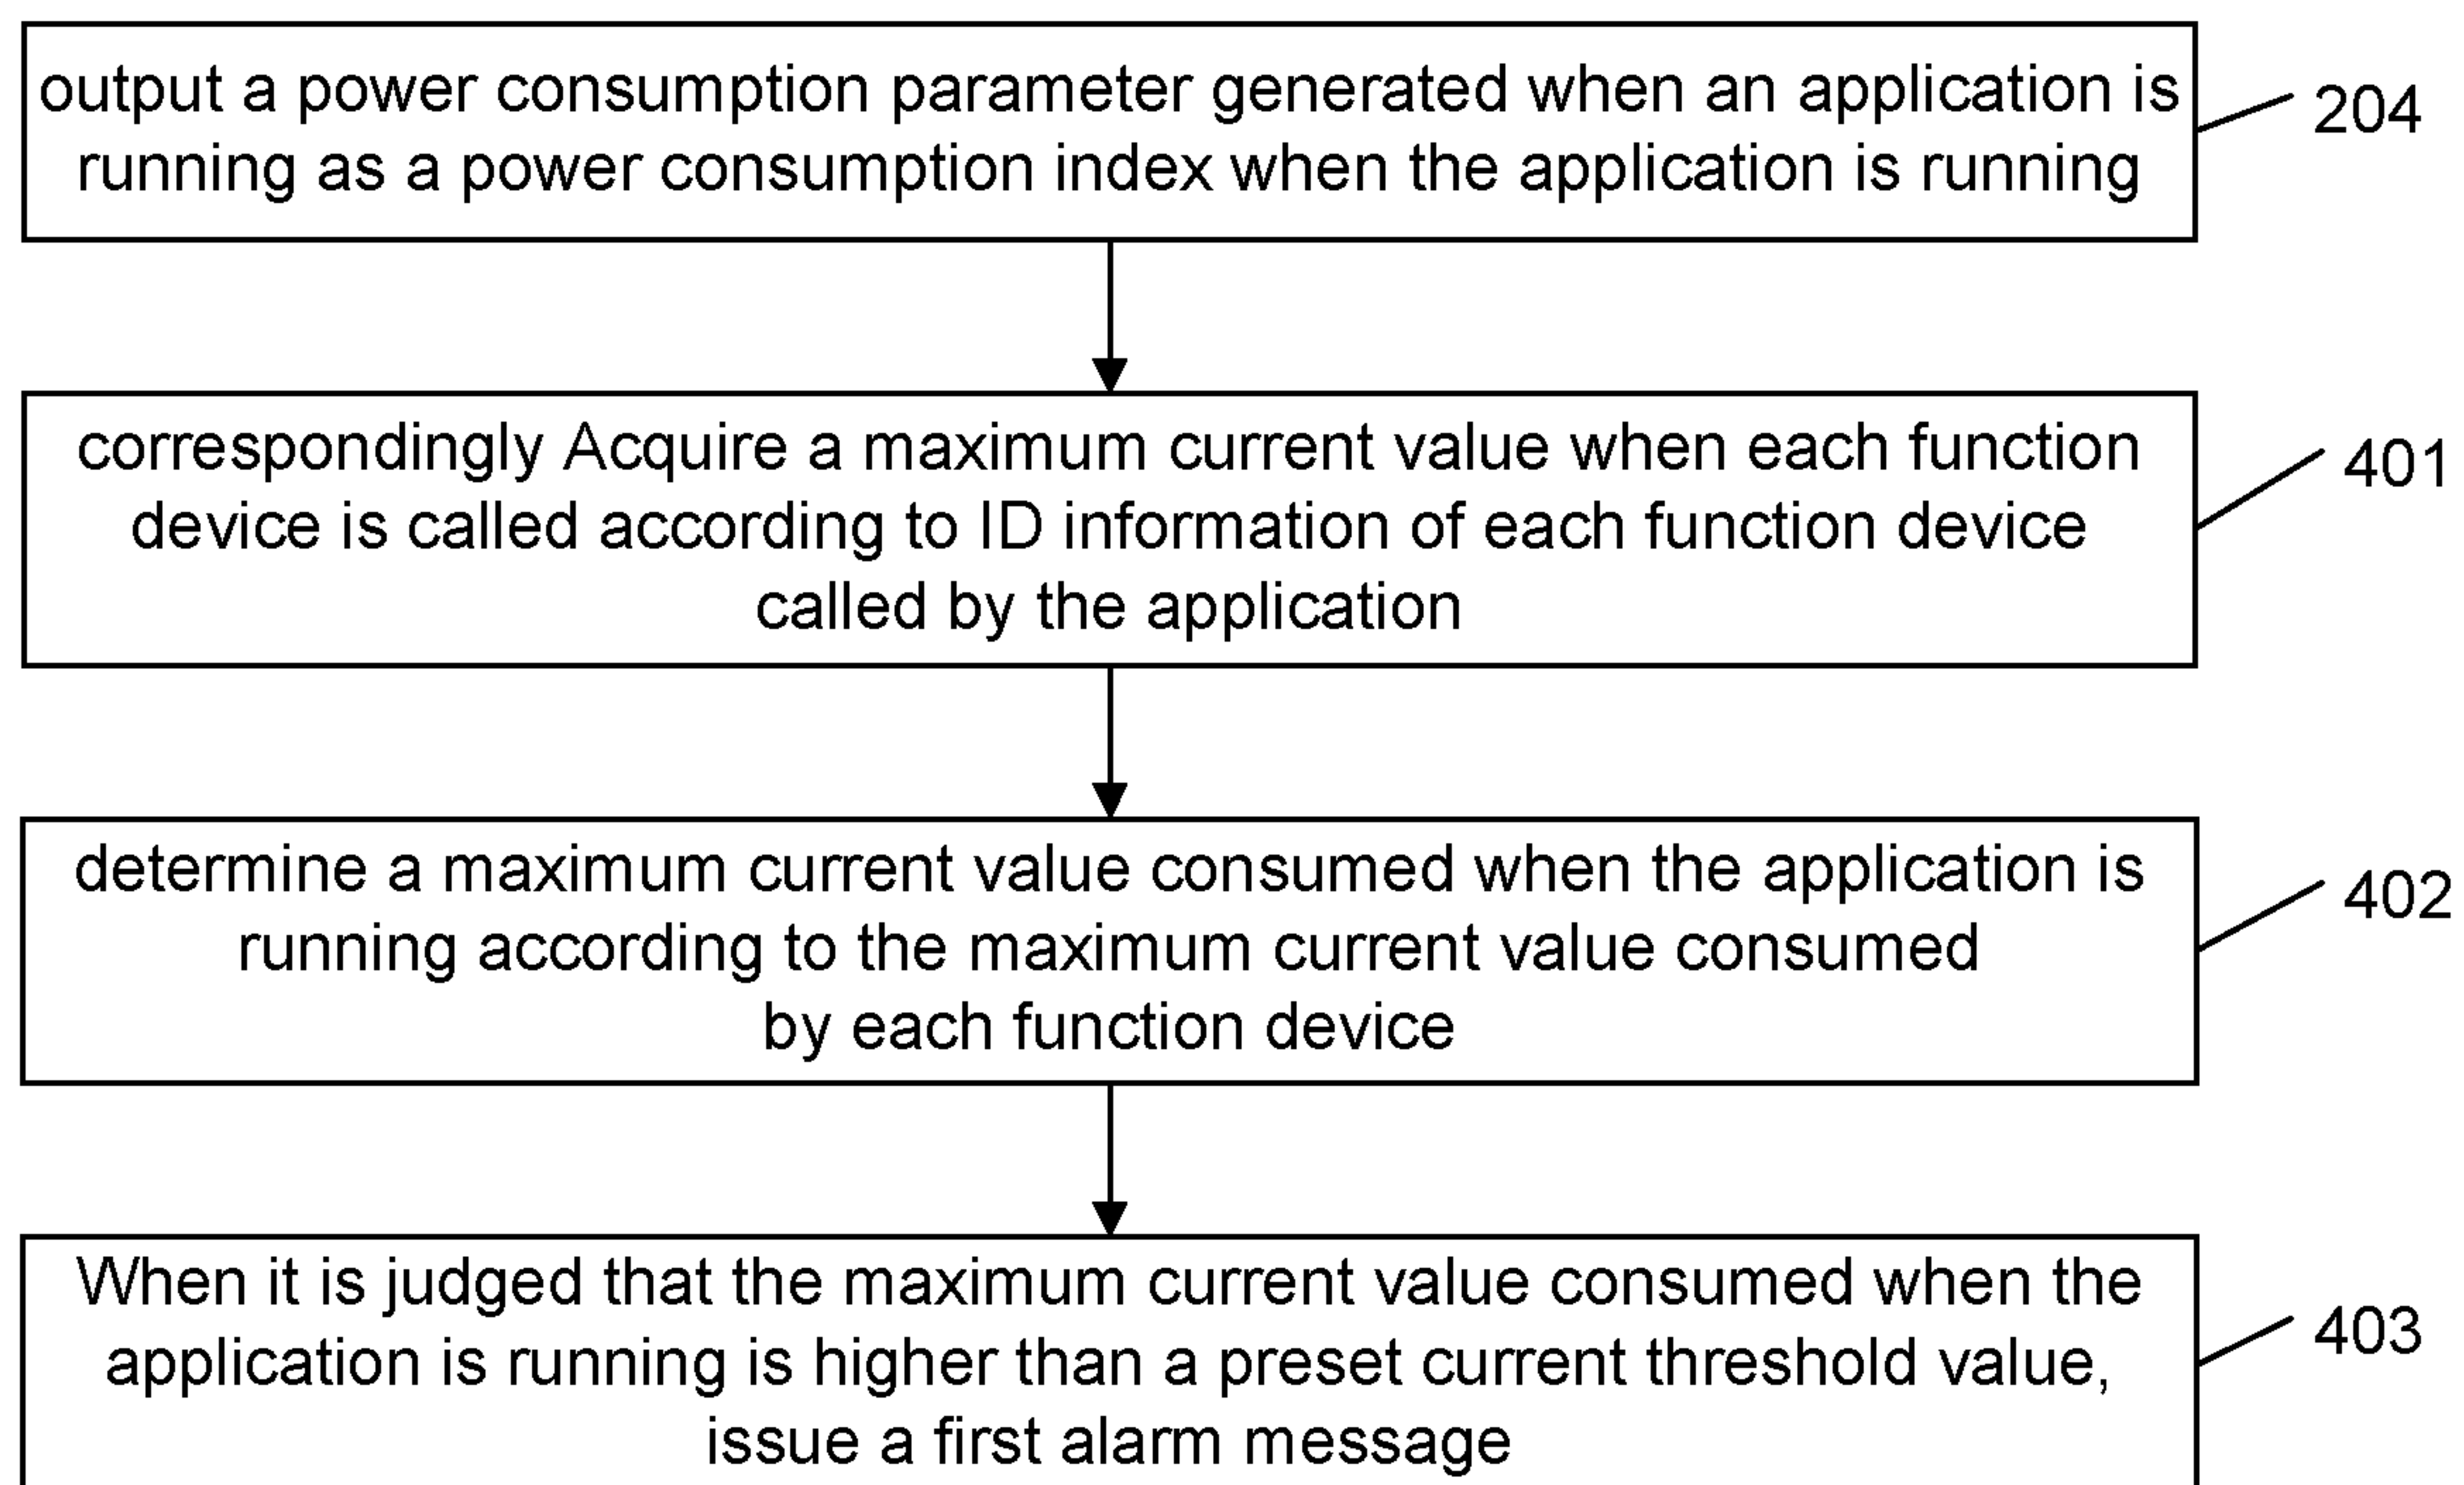 output a power consumption parameter generated when an application is
running as a power consumption index when the application is running
204
correspondingly Acquire a maximum current value when each function
device is called according to ID information of each function device
called by the application
401
determine a maximum current value consumed when the application is
running according to the maximum current value consumed
by each function device
402
When it is judged that the maximum current value consumed when the
application is running is higher than a preset current threshold value,
issue a first alarm message
403